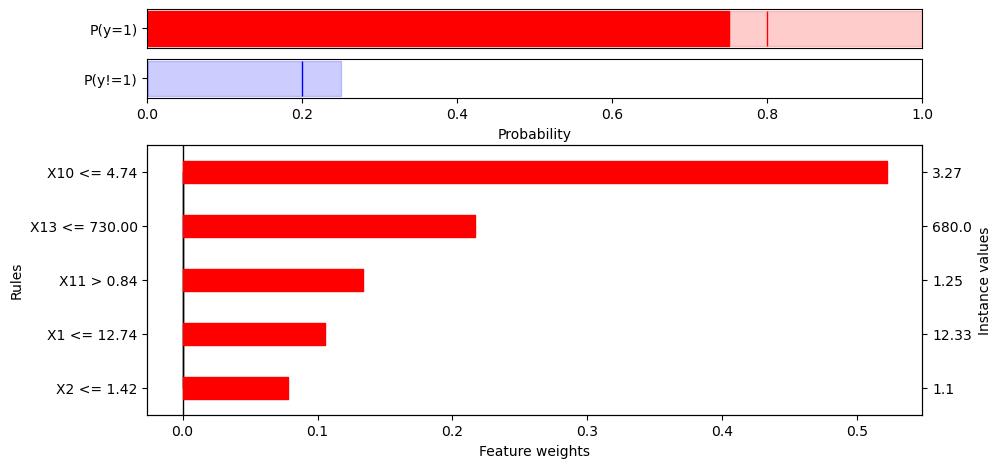 P(y=1)
P(y!=1)
0.0 0.2 0.4 0.6 0.8 1.0
Probability
X10 <= 4.74 3.27
X13 <= 730.00 680.0
X11 > 0.84 1.25
X1 <= 12.74 12.33
X2 <= 1.42 1.1
Rules
Instance values
0.0 0.1 0.2 0.3 0.4 0.5
Feature weights